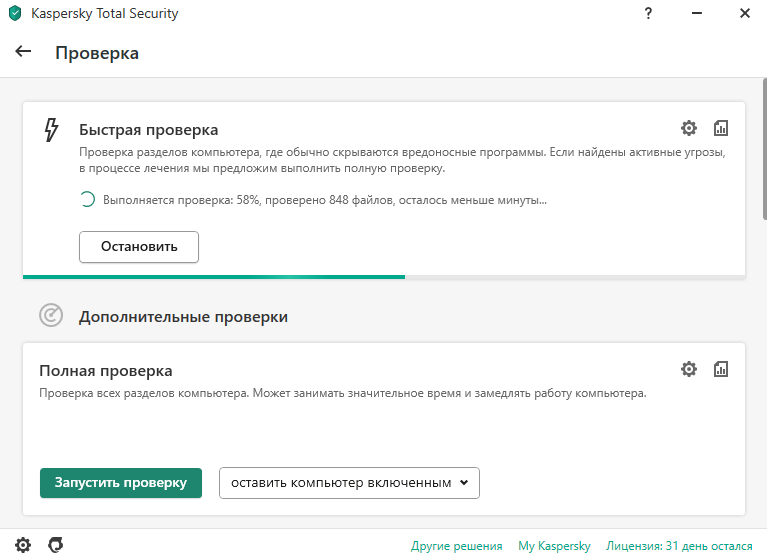 Kaspersky Total Security
?
Проверка
Быстрая проверка
Проверка разделов компьютера, где обычно скрываются вредоносные программы. Если найдены активные угрозы,
в процессе лечения мы предложим выполнить полную проверку.
Выполняется проверка: 58%, проверено 848 файлов, осталось меньше минуты...
Остановить
Дополнительные проверки
Полная проверка
Проверка всех разделов компьютера. Может занимать значительное время и замедлять работу компьютера.
Запустить проверку
оставить компьютер включенным
Другие решения My Kaspersky Лицензия: 31 день остался